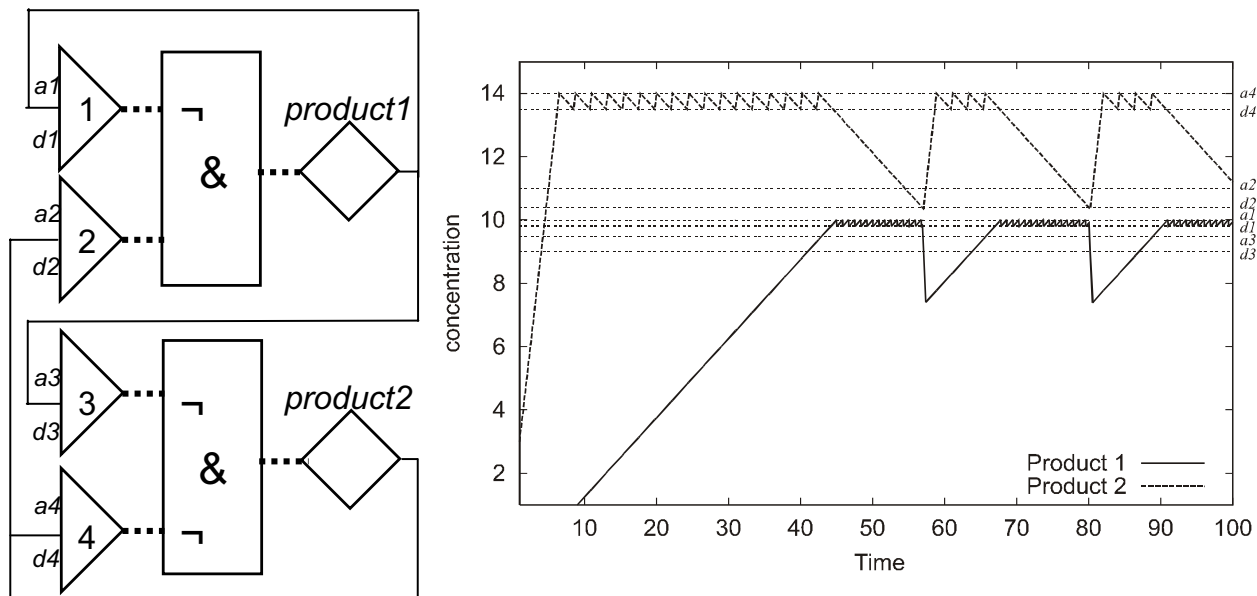 a1
1
d1
¬
&
product1
a2
2
d2
a3
3
d3
¬
&
product2
a4
4
d4
¬
concentration
14
12
10
8
6
4
2
10
20
30
40
50
60
70
80
90
100
Time
Product 1
Product 2
a4
d4
a2
d2
a1
d1
a3
d3